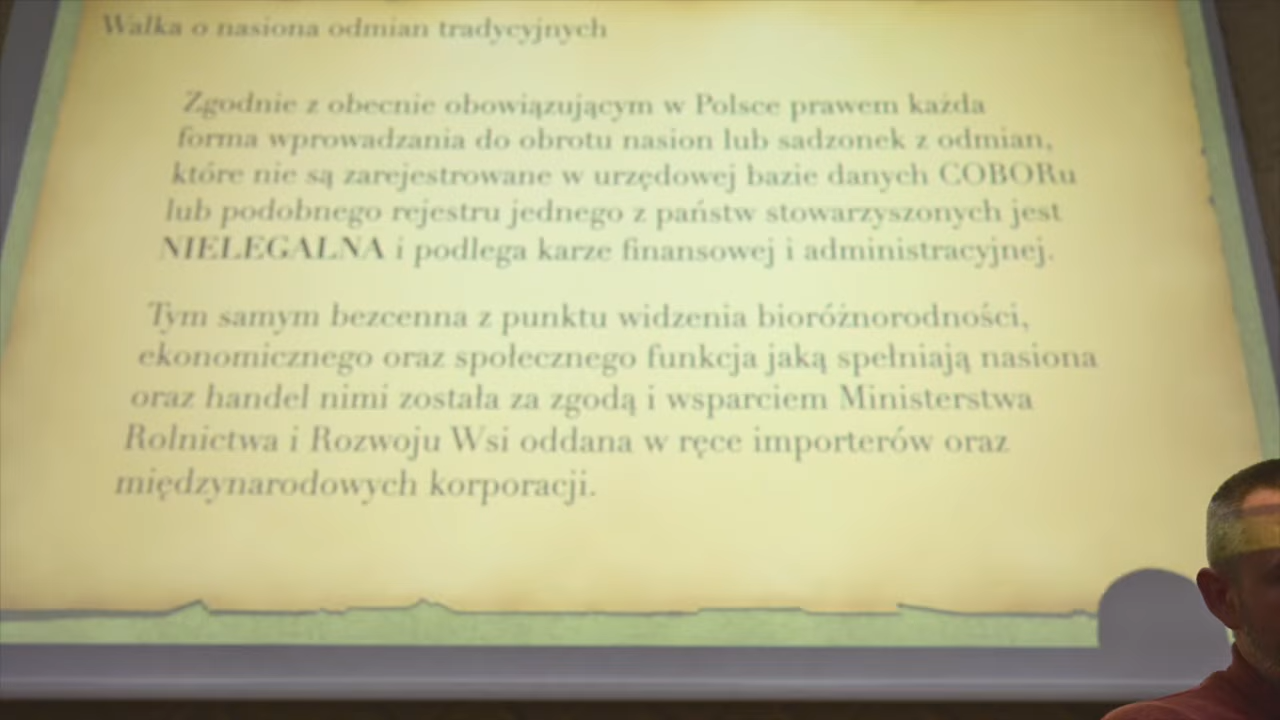 Walka o nasiona odmian tradycyjnych
Zgodnie z obecnie obowiązującym w Polsce prawem każda
forma wprowadzania do obrotu nasion lub sadzonek z odmian,
które nie są zarejestrowane w urzędowej bazie danych COBORu
lub podobnego rejestru jednego z państw stowarzyszonych jest
NIELEGALNA i podlega karze finansowej i administracyjnej.
Tym samym bezcenna z punktu widzenia bioróżnorodności,
ekonomicznego oraz społecznego funkcja jaką spełniają nasiona
oraz handel nimi została za zgodą i wsparciem Ministerstwa
Rolnictwa i Rozwoju Wsi oddana w ręce importerów oraz
międzynarodowych korporacji.